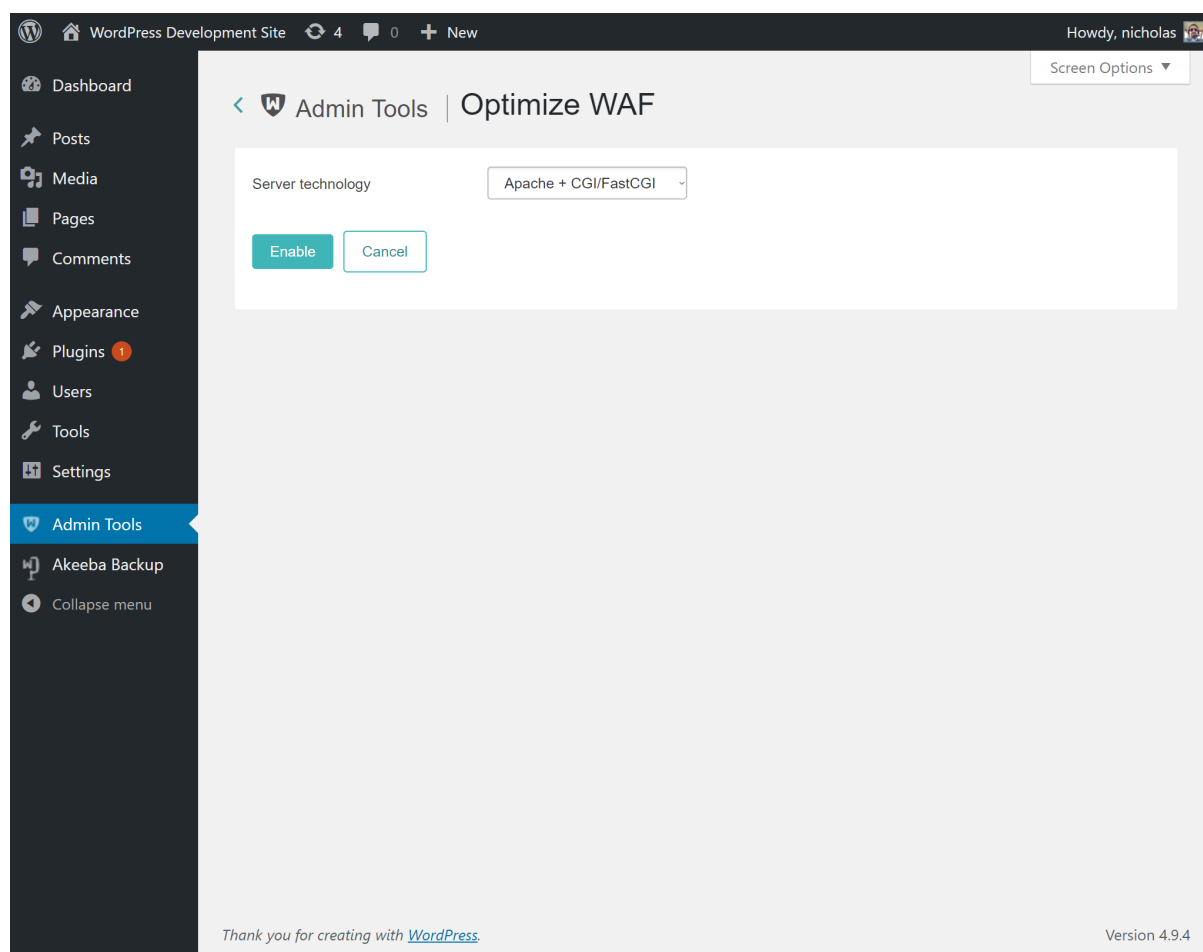 WordPress Development Site 4 0 New Howdy, nicholas
Screen Options ▼
Dashboard
Posts
Media
Pages
Comments
Appearance
Plugins 1
Users
Tools
Settings
Admin Tools
Akeeba Backup
Collapse menu
Admin Tools | Optimize WAF
Server technology Apache + CGI/FastCGI
Enable Cancel
Thank you for creating with WordPress. Version 4.9.4